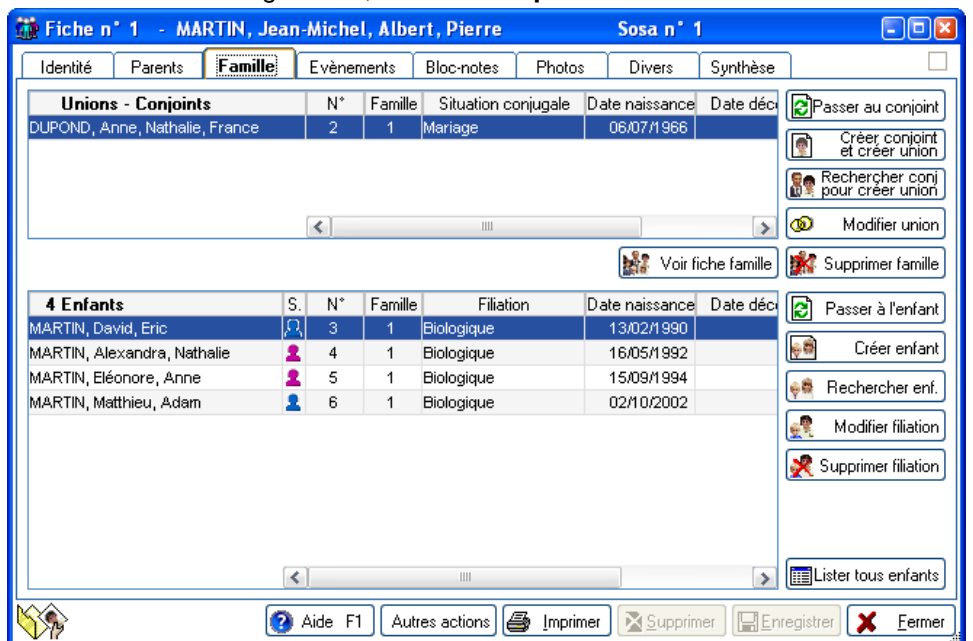 Fiche n° 1 - MARTIN, Jean-Michel, Albert, Pierre Sosa n° 1
Identité Parents Famille Evènements Bloc-notes Photos Divers Synthèse
Unions - Conjoints N° Famille Situation conjugale Date naissance Date déc
DUPOND, Anne, Nathalie, France 2 1 Mariage 06/07/1966
Passer au conjoint
Créer conjoint
et créer union
Rechercher conj
pour créer union
Modifier union
Voir fiche famille Supprimer famille
4 Enfants S. N° Famille Filiation Date naissance Date déc
MARTIN, David, Eric 3 1 Biologique 13/02/1990
MARTIN, Alexandra, Nathalie 4 1 Biologique 16/05/1992
MARTIN, Eléonore, Anne 5 1 Biologique 15/09/1994
MARTIN, Matthieu, Adam 6 1 Biologique 02/10/2002
Passer à l'enfant
Créer enfant
Rechercher enf.
Modifier filiation
Supprimer filiation
Lister tous enfants
Aide F1 Autres actions Imprimer Supprimer Enregistrer Fermer